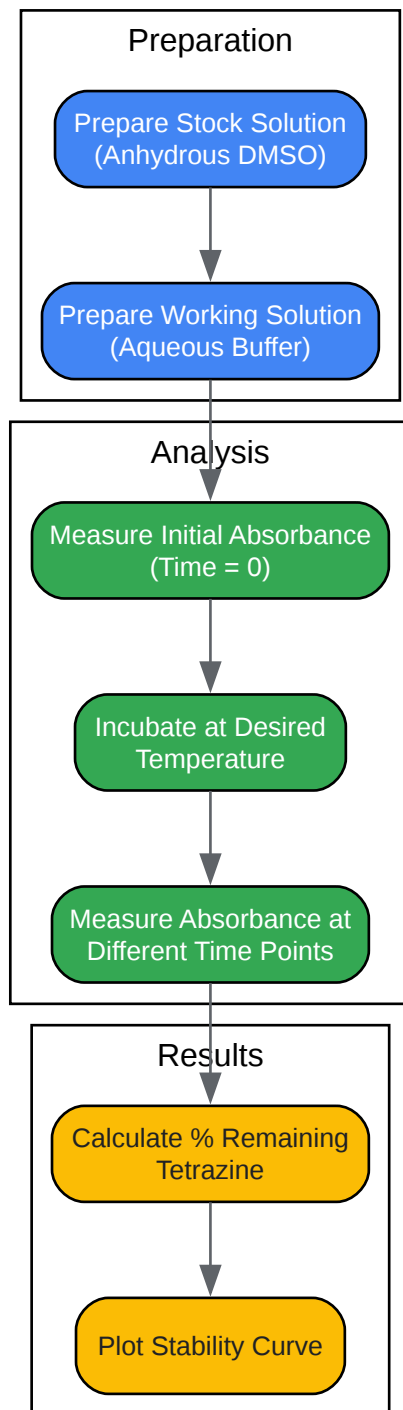 Preparation
Prepare Stock Solution
(Anhydrous DMSO)
Prepare Working Solution
(Aqueous Buffer)
Analysis
Measure Initial Absorbance
(Time = 0)
Incubate at Desired
Temperature
Measure Absorbance at
Different Time Points
Results
Calculate % Remaining
Tetrazine
Plot Stability Curve